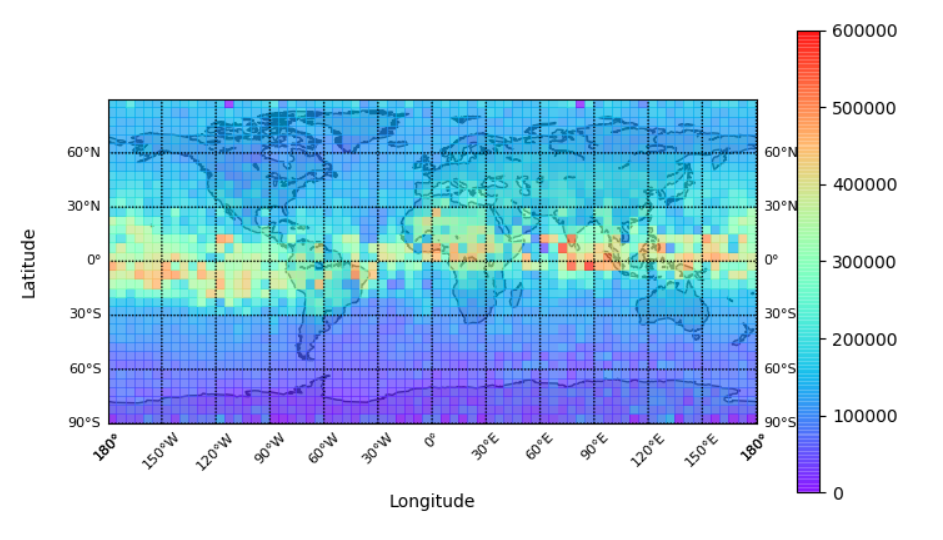 600000
500000
400000
300000
200000
100000
0
60°N
30°N
0°
30°S
60°S
90°S
60°N
30°N
0°
30°S
60°S
90°S
180°
150°W
120°W
90°W
60°W
30°W
0°
30°E
60°E
90°E
120°E
150°E
180°
Latitude
Longitude